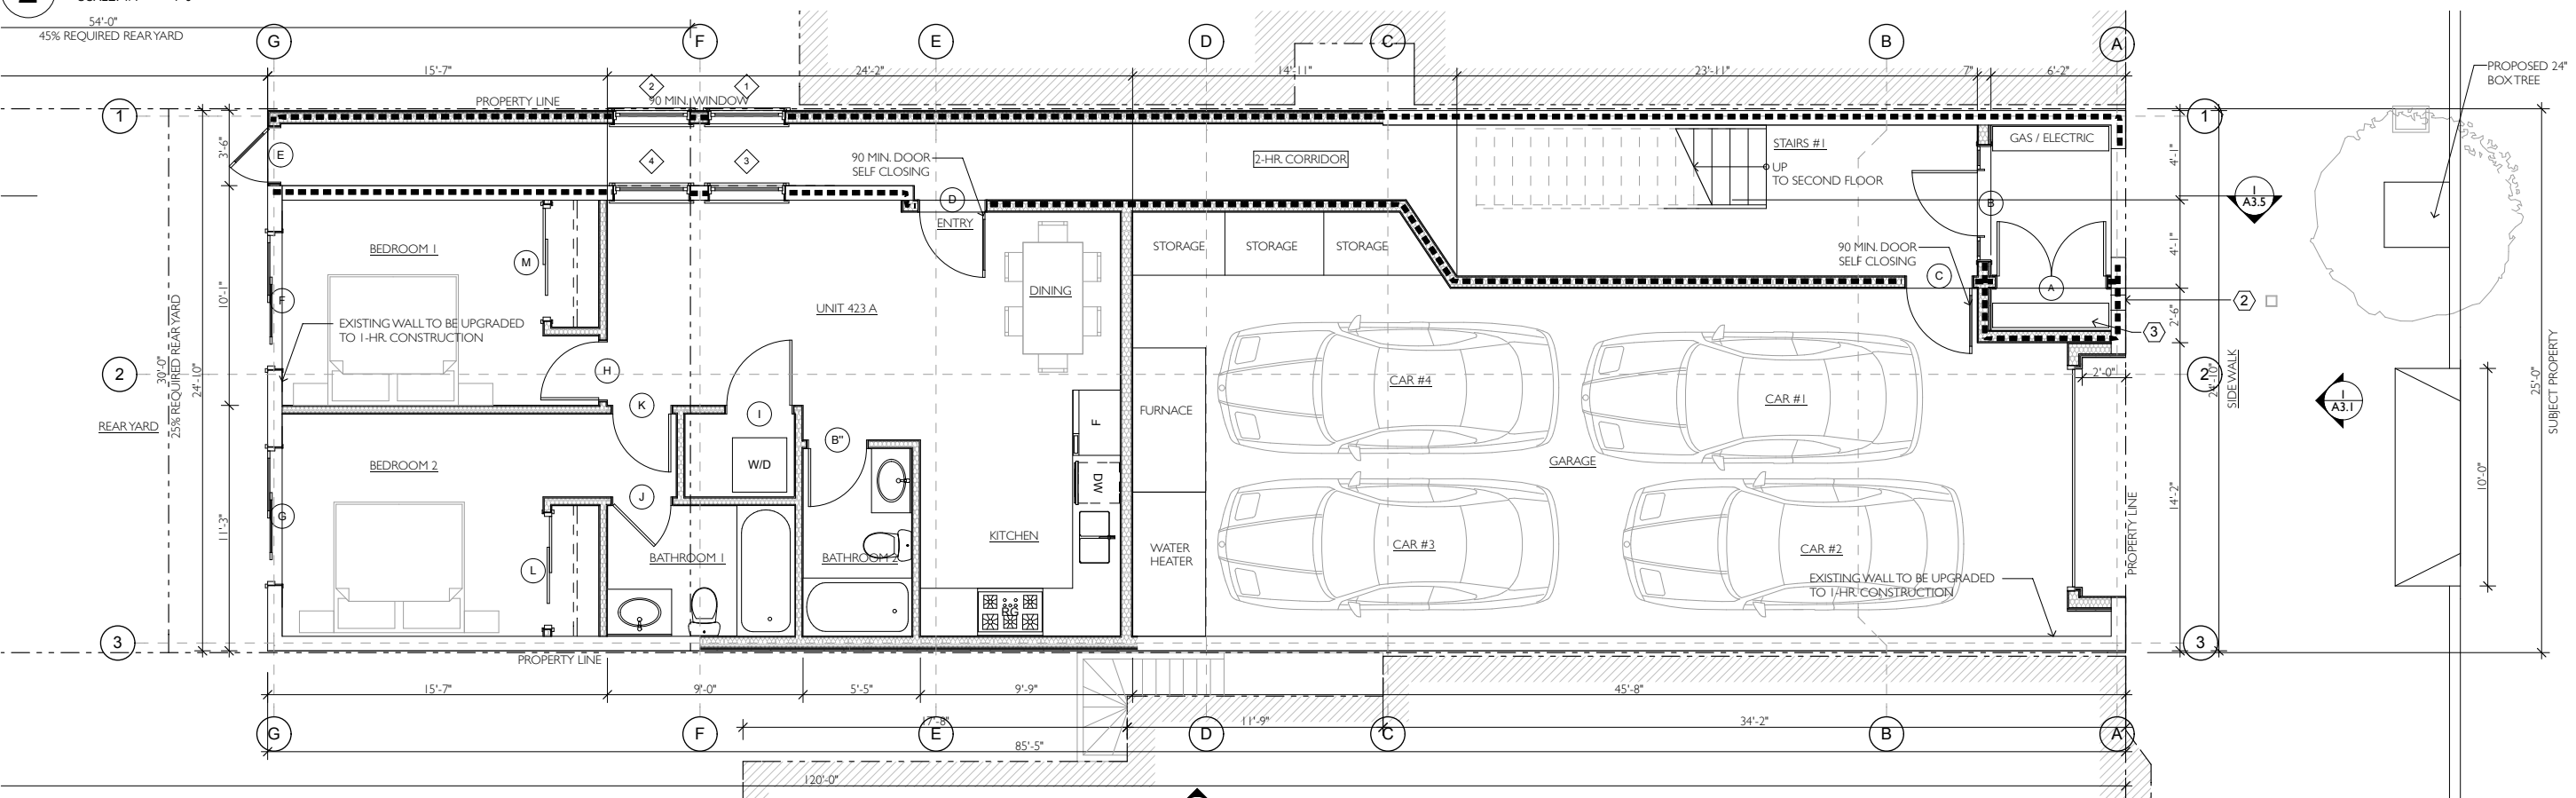 54'-0"
45% REQUIRED REAR YARD
G
F
E
D
C
B
A
15'-7"
24'-2"
14'-11"
23'-11"
7"
6'-2"
PROPOSED 24"
BOX TREE
2
1
PROPERTY LINE
90 MIN. WINDOW
1
1
3'-6"
E
4
3
90 MIN. DOOR
SELF CLOSING
2-HR. CORRIDOR
STAIRS #1
UP
TO SECOND FLOOR
GAS / ELECTRIC
4'-1"
1
A3.5
D
ENTRY
B
BEDROOM 1
M
STORAGE
STORAGE
STORAGE
90 MIN. DOOR
SELF CLOSING
4'-1"
C
A
DINING
F
10'-1"
UNIT 423 A
2
2'-6"
3
EXISTING WALL TO BE UPGRADED
TO 1-HR. CONSTRUCTION
25% REQUIRED REAR YARD
30'-0"
24'-10"
2
H
CAR #4
CAR #1
2'-0"
2
SIDEWALK
25'-0"
SUBJECT PROPERTY
1
A3.1
K
I
FURNACE
F
REAR YARD
B"
BEDROOM 2
W/D
GARAGE
DW
10'-0"
J
G
11'-3"
14'-2"
PROPERTY LINE
KITCHEN
CAR #3
CAR #2
BATHROOM 1
BATHROOM 2
WATER
HEATER
L
EXISTING WALL TO BE UPGRADED
TO 1-HR. CONSTRUCTION
RG
3
3
PROPERTY LINE
15'-7"
9'-0"
5'-5"
9'-9"
45'-8"
17'-8"
11'-9"
34'-2"
G
F
E
D
C
B
A
85'-5"
120'-0"